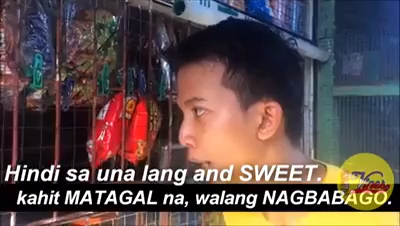 Hindi sa una lang and SWEET.
kahit MATAGAL na, walang NAGBABAGO.